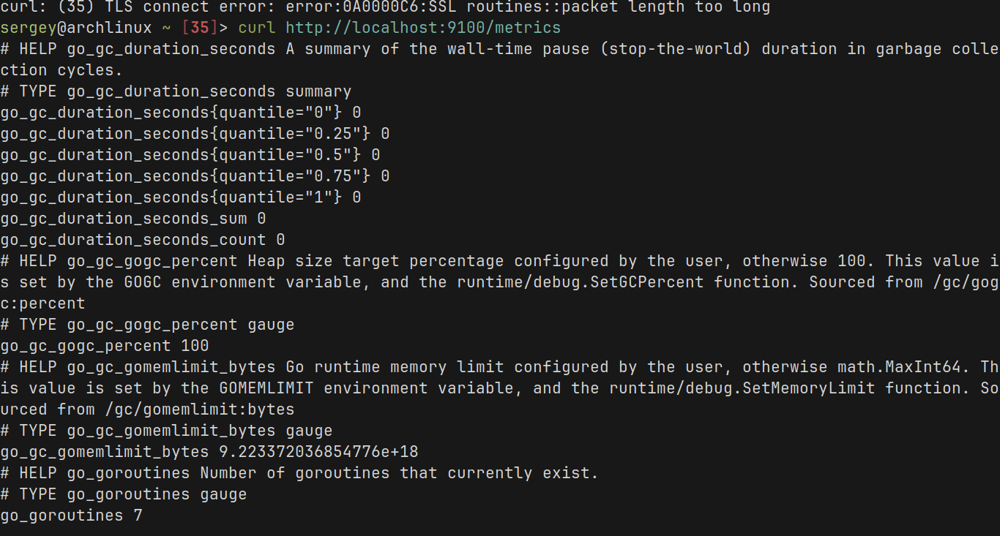 curl: (35) TLS connect error: error:0A0000C6:SSL routines::packet length too long
sergey@archlinux ~ [35]> curl http://localhost:9100/metrics
# HELP go_gc_duration_seconds A summary of the wall-time pause (stop-the-world) duration in garbage colle
ction cycles.
# TYPE go_gc_duration_seconds summary
go_gc_duration_seconds{quantile="0"} 0
go_gc_duration_seconds{quantile="0.25"} 0
go_gc_duration_seconds{quantile="0.5"} 0
go_gc_duration_seconds{quantile="0.75"} 0
go_gc_duration_seconds{quantile="1"} 0
go_gc_duration_seconds_sum 0
go_gc_duration_seconds_count 0
# HELP go_gc_gogc_percent Heap size target percentage configured by the user, otherwise 100. This value i
s set by the GOGC environment variable, and the runtime/debug.SetGCPercent function. Sourced from /gc/gog
c:percent
# TYPE go_gc_gogc_percent gauge
go_gc_gogc_percent 100
# HELP go_gc_gomemlimit_bytes Go runtime memory limit configured by the user, otherwise math.MaxInt64. Th
is value is set by the GOMEMLIMIT environment variable, and the runtime/debug.SetMemoryLimit function. So
urced from /gc/gomemlimit:bytes
# TYPE go_gc_gomemlimit_bytes gauge
go_gc_gomemlimit_bytes 9.223372036854776e+18
# HELP go_goroutines Number of goroutines that currently exist.
# TYPE go_goroutines gauge
go_goroutines 7